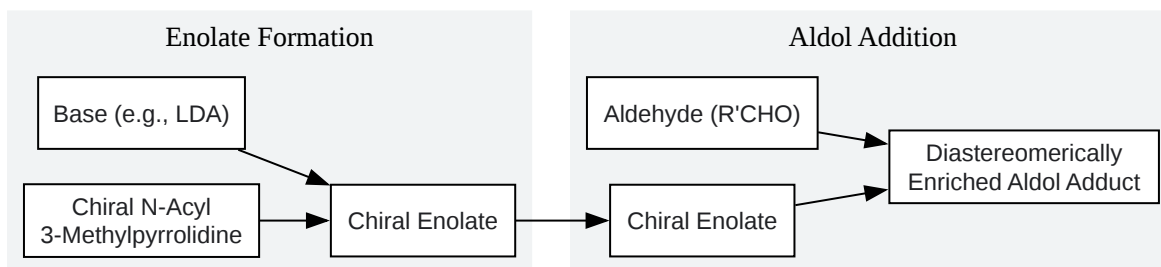 Enolate Formation
Base (e.g., LDA)
Chiral N-Acyl
3-Methylpyrrolidine
Chiral Enolate
Aldol Addition
Aldehyde (R'CHO)
Chiral Enolate
Diastereomerically
Enriched Aldol Adduct